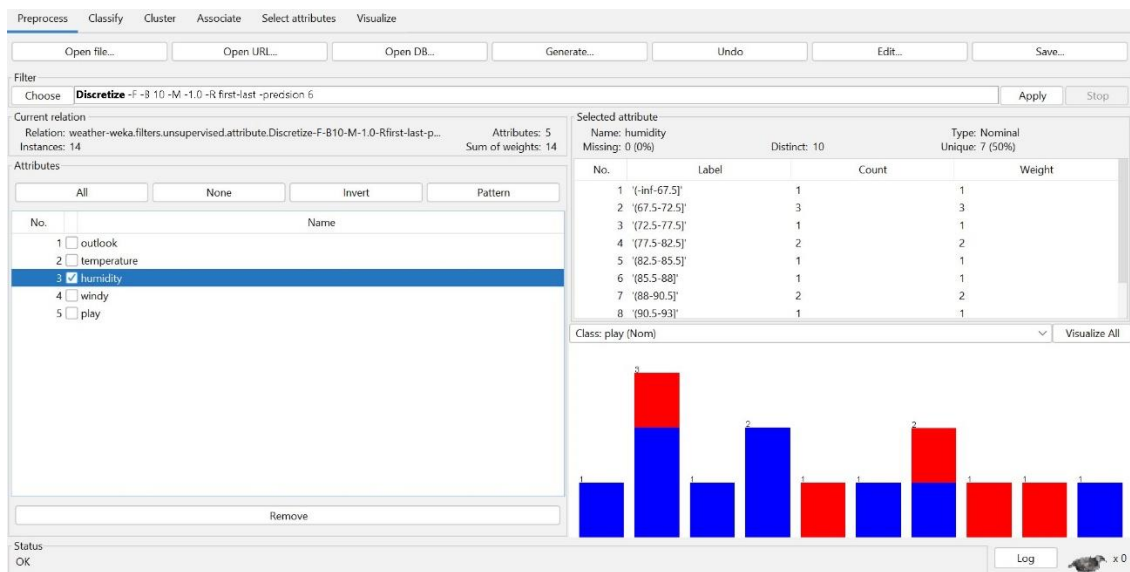 Preprocess Classify Cluster Associate Select attributes Visualize
Open file... Open URL... Open DB... Generate... Undo Edit... Save...
Filter
Choose Discretize -F -B 10 -M -1.0 -R first-last -precision 6 Apply Stop
Current relation
Relation: weather-weka.filters.unsupervised.attribute.Discretize-F-B10-M-1.0-Rfirst-last-p... Attributes: 5
Instances: 14 Sum of weights: 14
Attributes
All None Invert Pattern
No. Name
1 outlook
2 temperature
3 humidity
4 windy
5 play
Remove
Selected attribute
Name: humidity Type: Nominal
Missing: 0 (0%) Distinct: 10 Unique: 7 (50%)
No. Label Count Weight
1 '(-inf-67.5]' 1 1
2 '(67.5-72.5]' 3 3
3 '(72.5-77.5]' 1 1
4 '(77.5-82.5]' 2 2
5 '(82.5-85.5]' 1 1
6 '(85.5-88]' 1 1
7 '(88-90.5]' 2 2
8 '(90.5-93]' 1 1
Class: play (Nom) Visualize All
1 3 1 2 1 1 2 1 1 1
Status
OK Log x 0